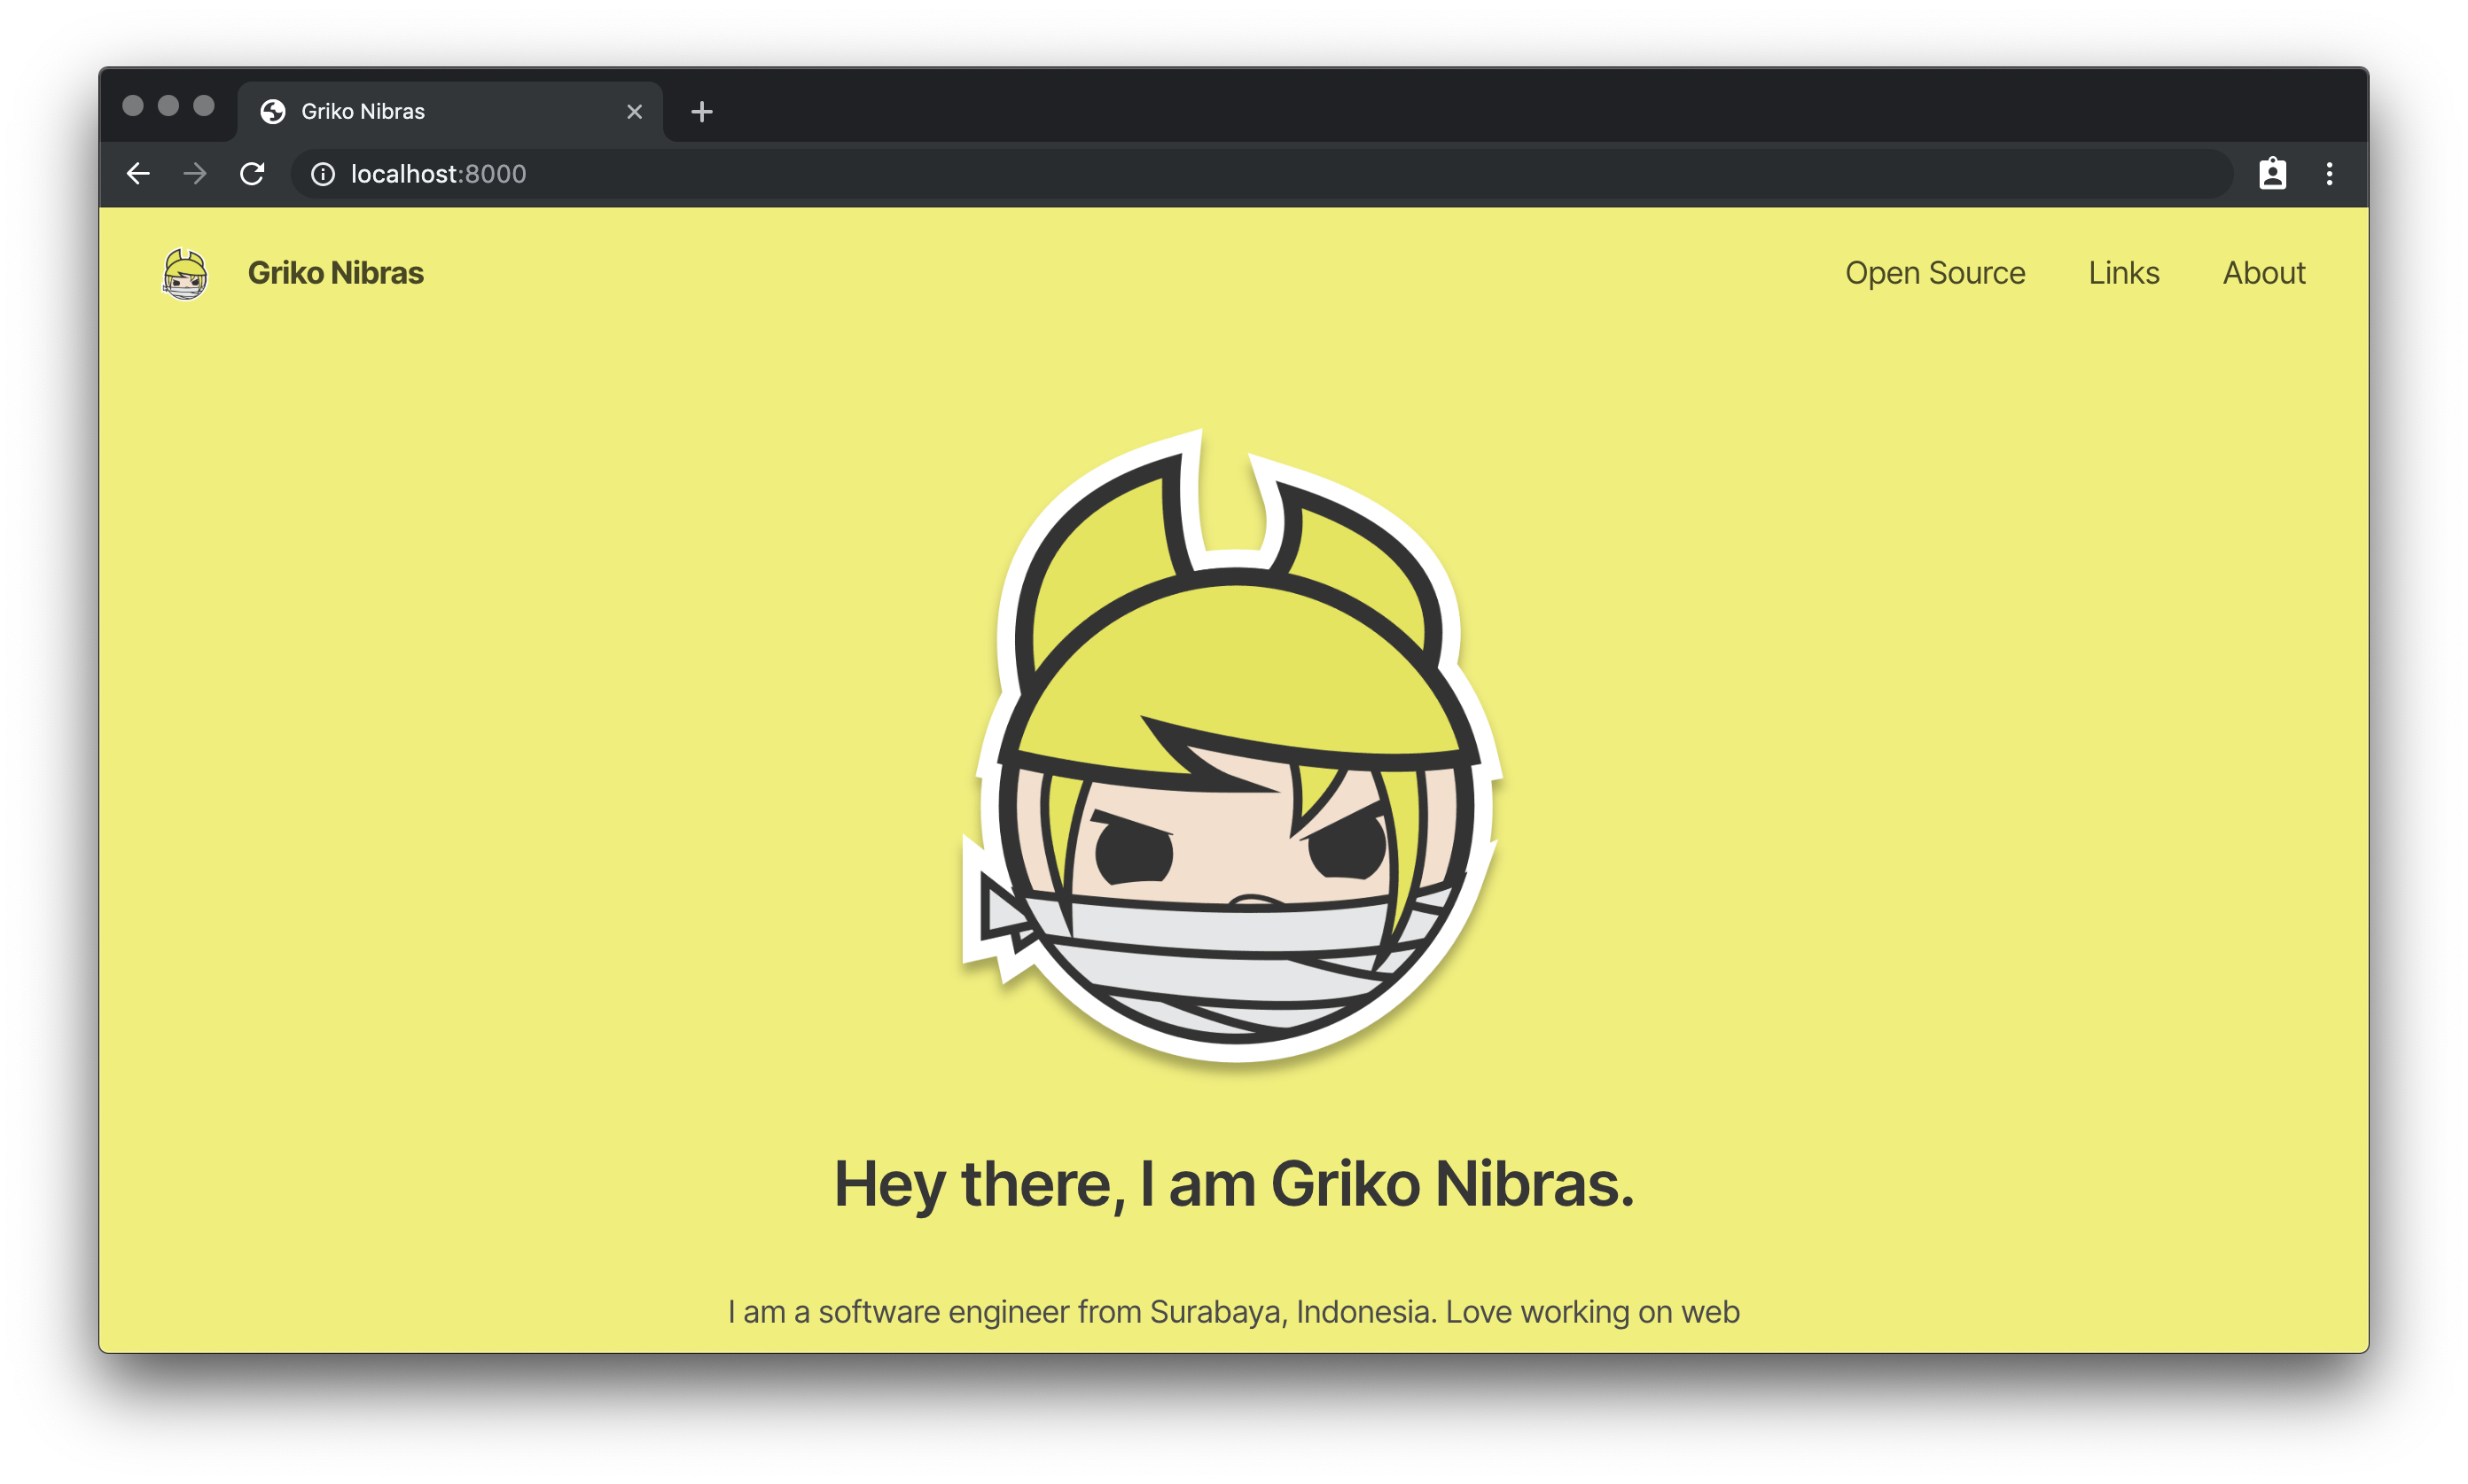 Griko Nibras
localhost:8000
Griko Nibras
Open Source
Links
About
Hey there, I am Griko Nibras.
I am a software engineer from Surabaya, Indonesia. Love working on web